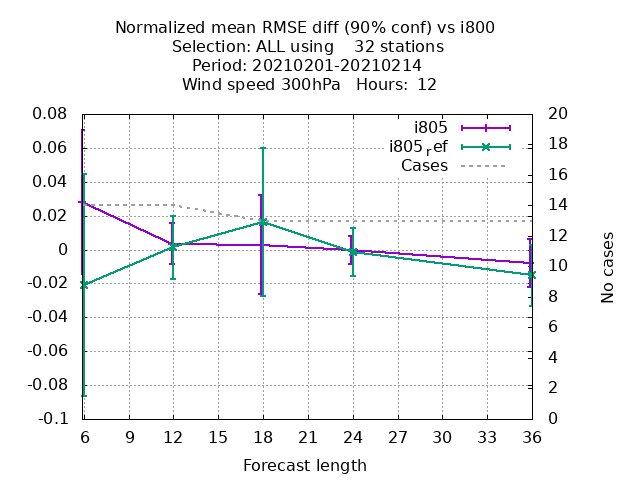 Normalized mean RMSE diff (90% conf) vs i800
Selection: ALL using    32 stations
Period: 20210201-20210214
Wind speed 300hPa   Hours:  12
i805
i805ref
Cases
0.08
0.06
0.04
0.02
0
-0.02
-0.04
-0.06
-0.08
-0.1
20
18
16
14
12
10
8
6
4
2
0
No cases
6 9 12 15 18 21 24 27 30 33 36
Forecast length